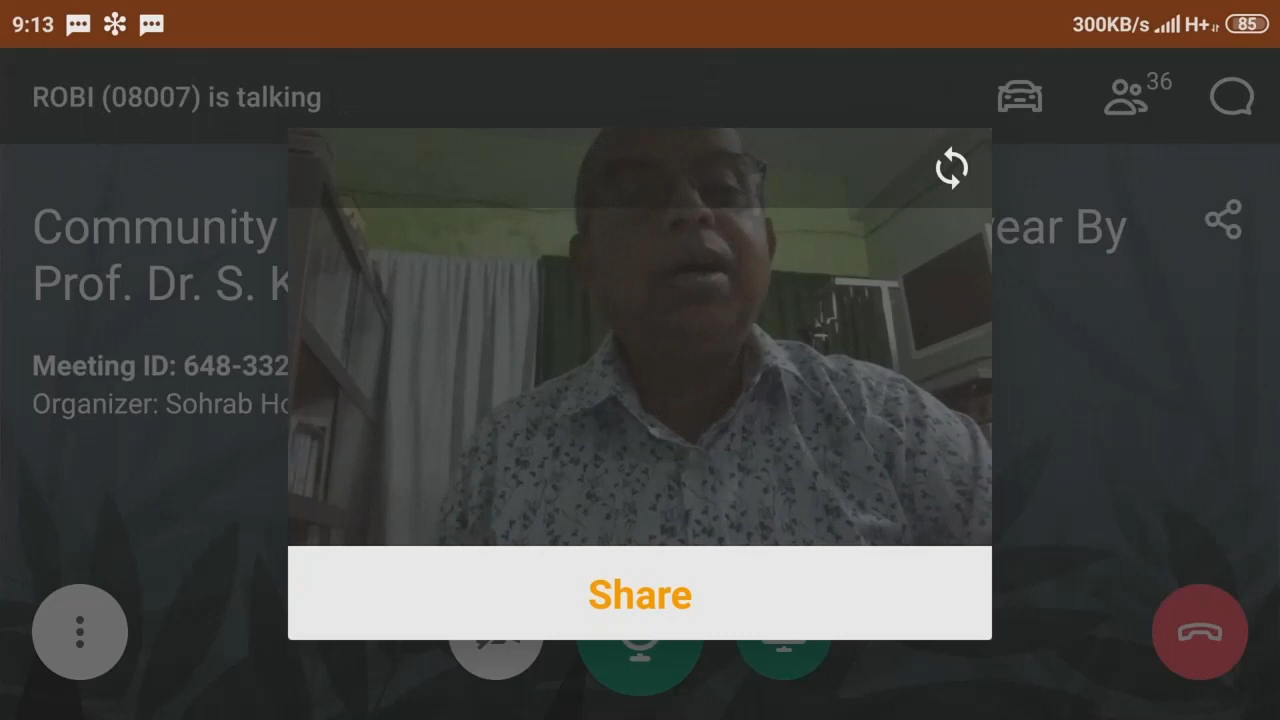 9:13
300KB/s H+ 85
ROBI (08007) is talking
36
Community
ear By
Prof. Dr. S. K
Meeting ID: 648-332
Organizer: Sohrab Ho
Share